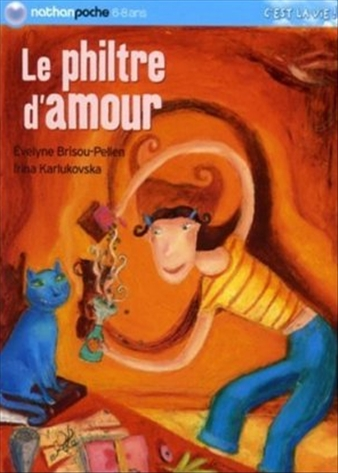 nathanpoche 6-8 ans
C'EST LA VIE !
Le philtre
d'amour
Évelyne Brisou-Pellen
Irina Karlukovska